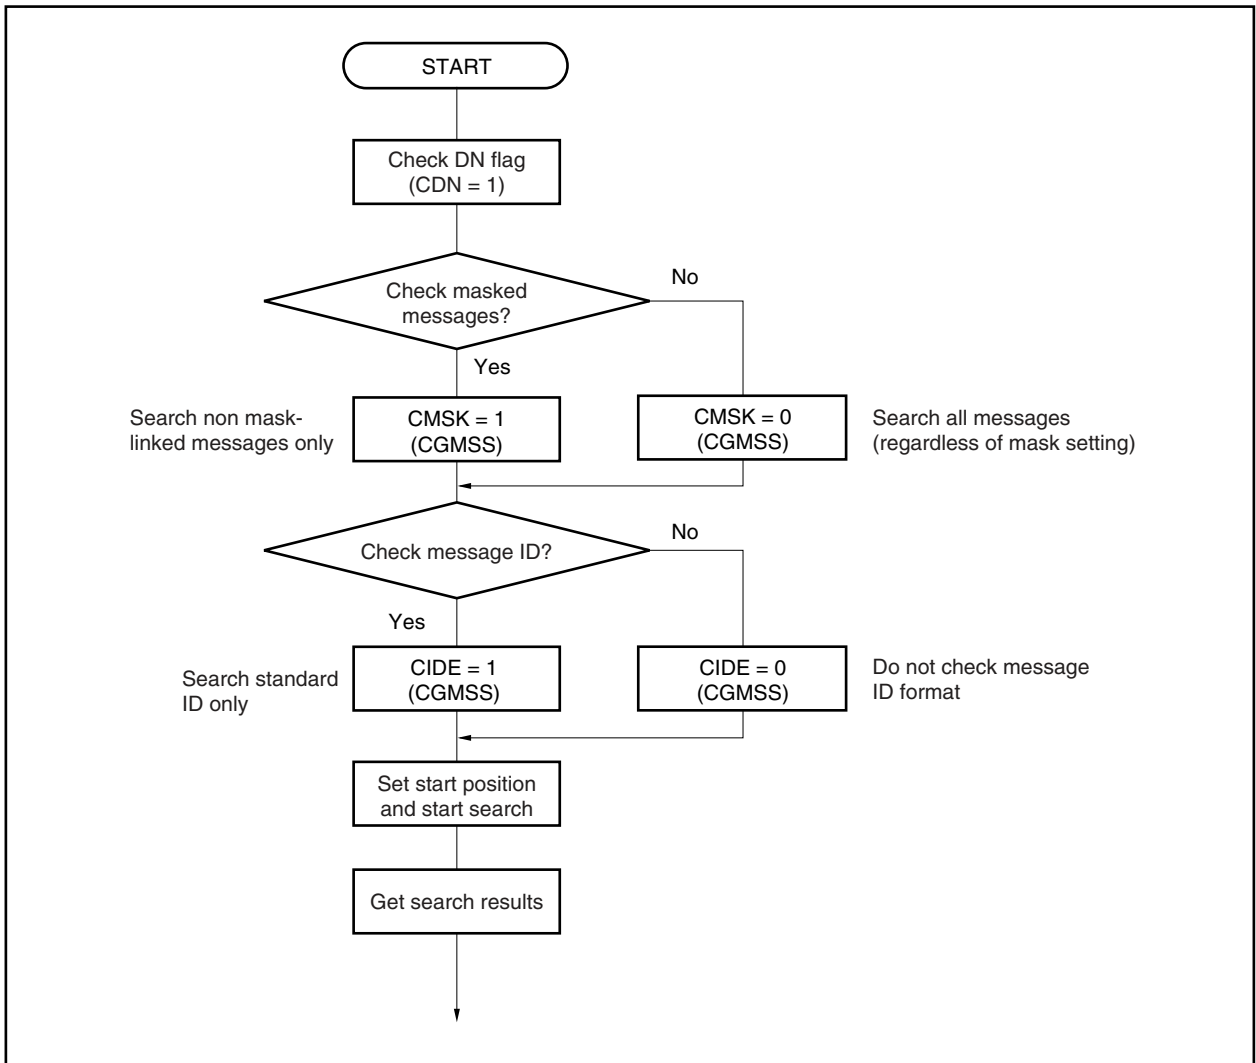 START
Check DN flag
(CDN = 1)
Check masked
messages?
No
Yes
Search non mask-
linked messages only
CMSK = 1
(CGMSS)
CMSK = 0
(CGMSS)
Search all messages
(regardless of mask setting)
Check message ID?
No
Yes
Search standard
ID only
CIDE = 1
(CGMSS)
CIDE = 0
(CGMSS)
Do not check message
ID format
Set start position
and start search
Get search results